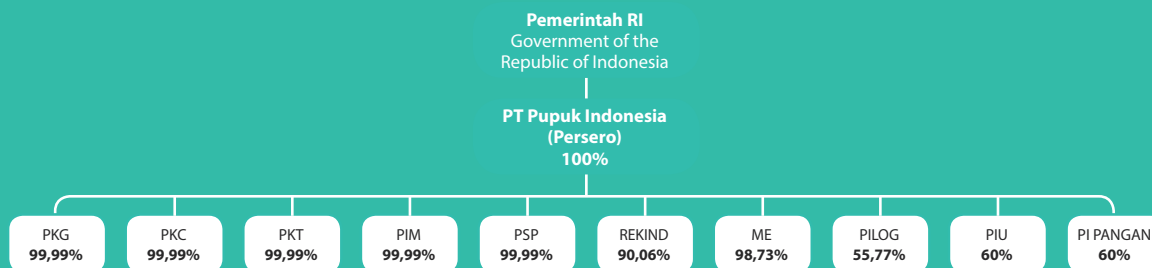 Pemerintah RI
Government of the
Republic of Indonesia
PT Pupuk Indonesia
(Persero)
100%
PKG
99,99%
PKC
99,99%
PKT
99,99%
PIM
99,99%
PSP
99,99%
REKIND
90,06%
ME
98,73%
PILOG
55,77%
PIU
60%
PI PANGAN
60%